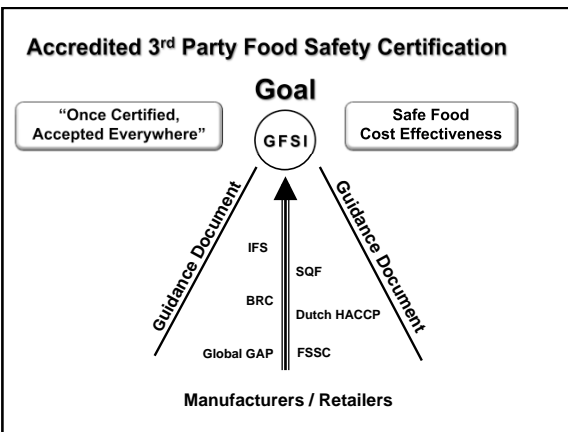 Accredited 3rd Party Food Safety Certification
Goal
“Once Certified,
Accepted Everywhere”
Safe Food
Cost Effectiveness
GFSI
Guidance Document
Guidance Document
IFS
SQF
BRC
Dutch HACCP
Global GAP
FSSC
Manufacturers / Retailers